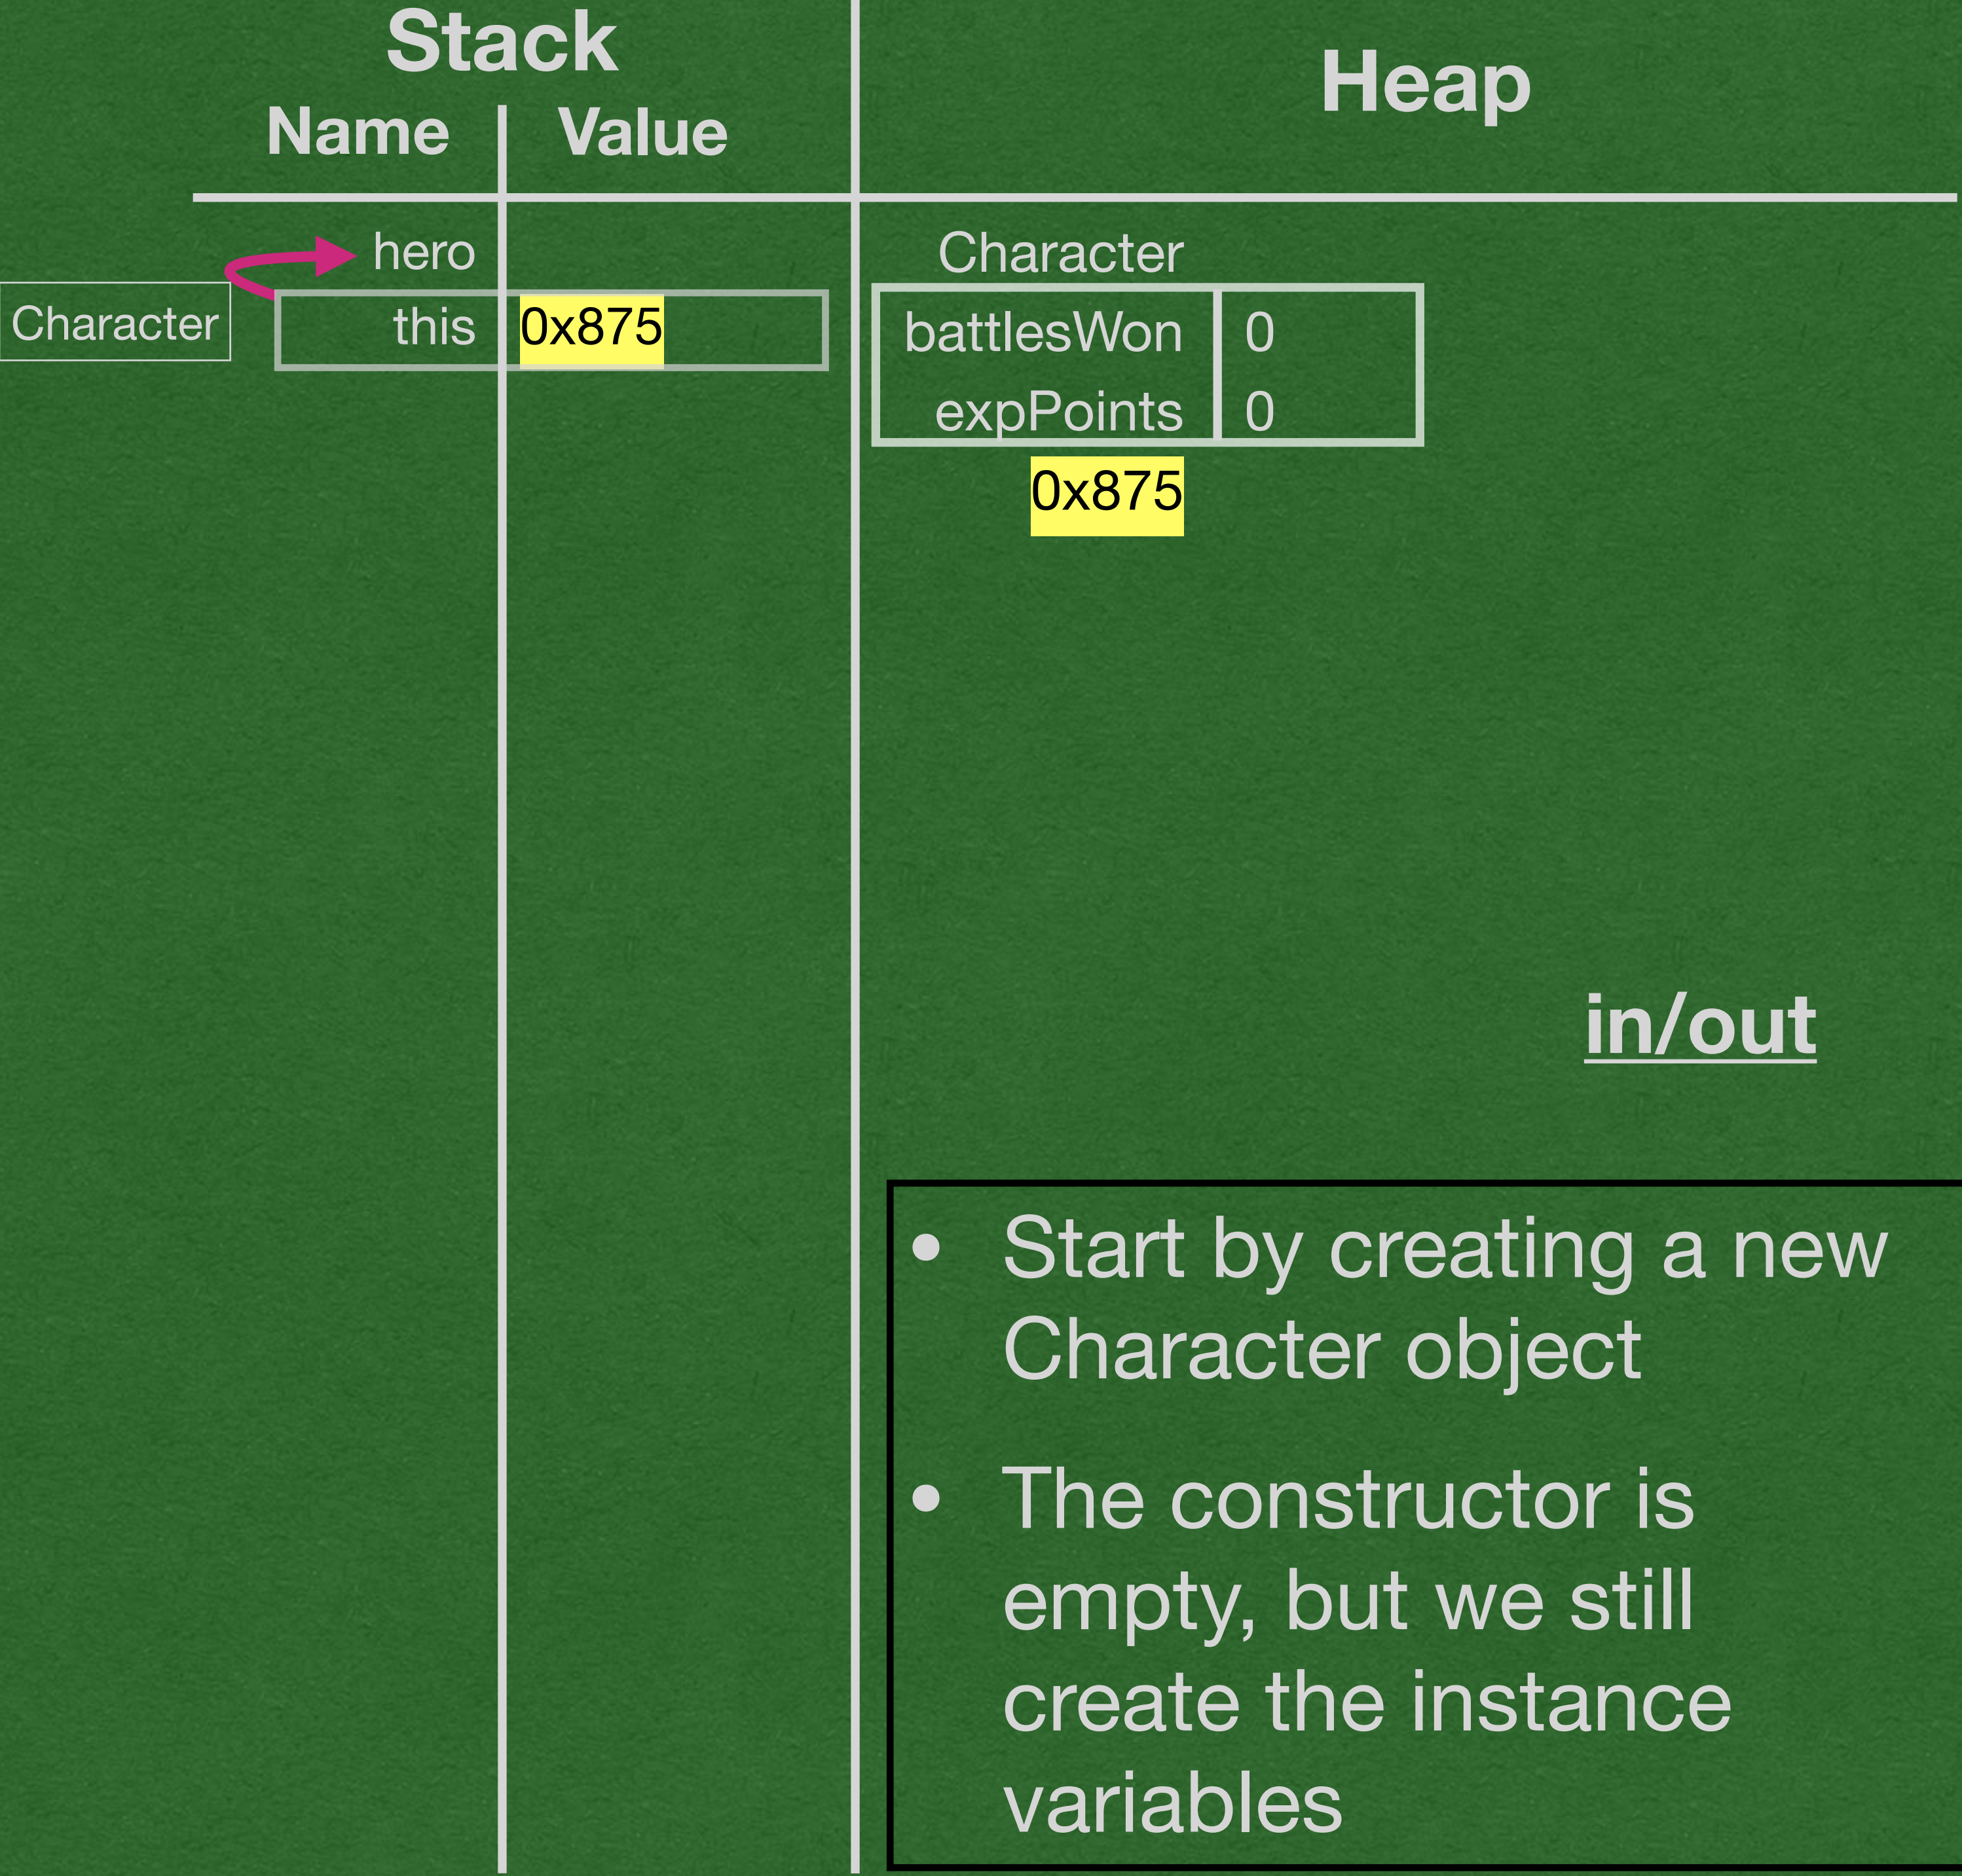 Stack
Heap
Name Value
hero
Character
Character
this 0x875
battlesWon 0
expPoints 0
0x875
in/out
• Start by creating a new
Character object
• The constructor is
empty, but we still
create the instance
variables